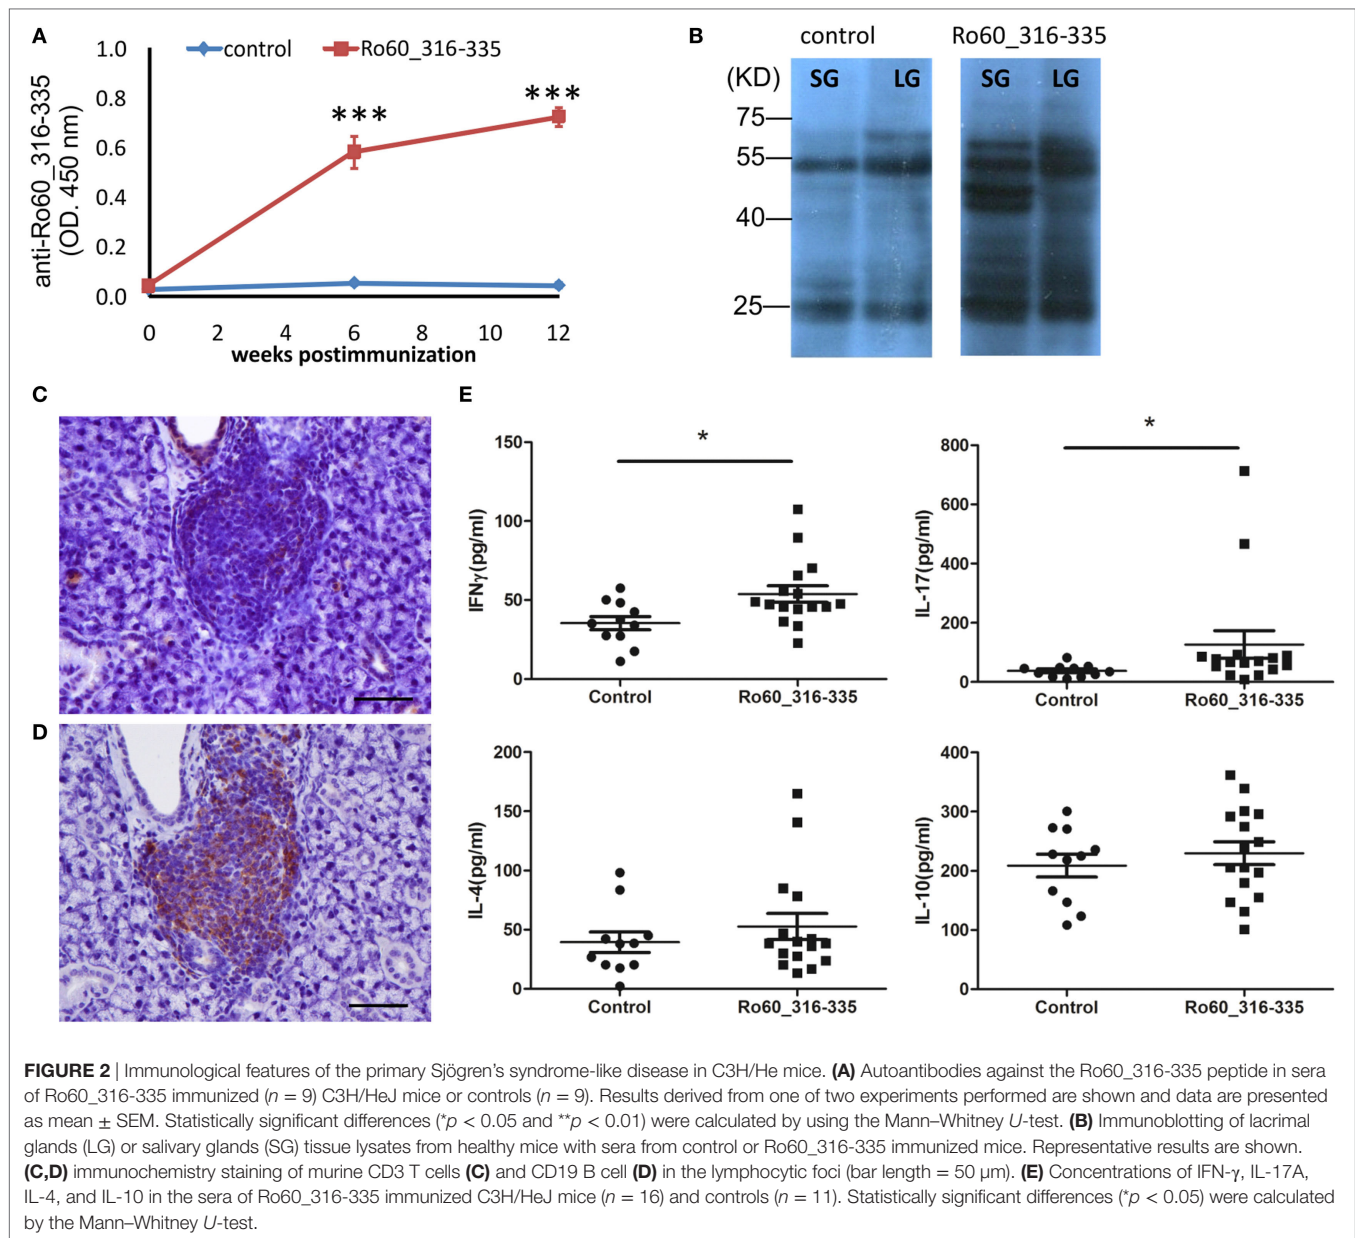 A
control
Ro60_316-335
1.0
0.8
0.6
0.4
0.2
0.0
anti-Ro60_316-335
(OD. 450 nm)
***
***
0 2 4 6 8 10 12
weeks postimmunization
B
control Ro60_316-335
(KD) SG LG SG LG
75
55
40
25
C
D
E
150
100
50
0
IFNγ(pg/ml)
*
Control Ro60_316-335
800
600
400
200
0
IL-17(pg/ml)
*
Control Ro60_316-335
200
150
100
50
0
IL-4(pg/ml)
Control Ro60_316-335
400
300
200
100
0
IL-10(pg/ml)
Control Ro60_316-335
FIGURE 2 | Immunological features of the primary Sjögren's syndrome-like disease in C3H/He mice. (A) Autoantibodies against the Ro60_316-335 peptide in sera
of Ro60_316-335 immunized (n = 9) C3H/HeJ mice or controls (n = 9). Results derived from one of two experiments performed are shown and data are presented
as mean ± SEM. Statistically significant differences (*p < 0.05 and **p < 0.01) were calculated by using the Mann–Whitney U-test. (B) Immunoblotting of lacrimal
glands (LG) or salivary glands (SG) tissue lysates from healthy mice with sera from control or Ro60_316-335 immunized mice. Representative results are shown.
(C,D) immunochemistry staining of murine CD3 T cells (C) and CD19 B cell (D) in the lymphocytic foci (bar length = 50 µm). (E) Concentrations of IFN-γ, IL-17A,
IL-4, and IL-10 in the sera of Ro60_316-335 immunized C3H/HeJ mice (n = 16) and controls (n = 11). Statistically significant differences (*p < 0.05) were calculated
by the Mann–Whitney U-test.